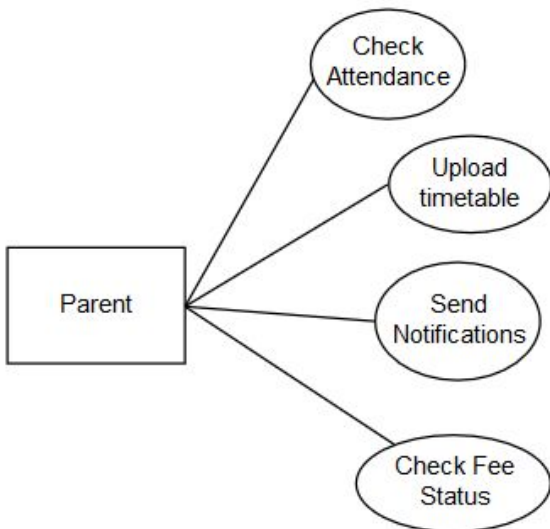 Check
Attendance
Upload
timetable
Parent
Send
Notifications
Check Fee
Status